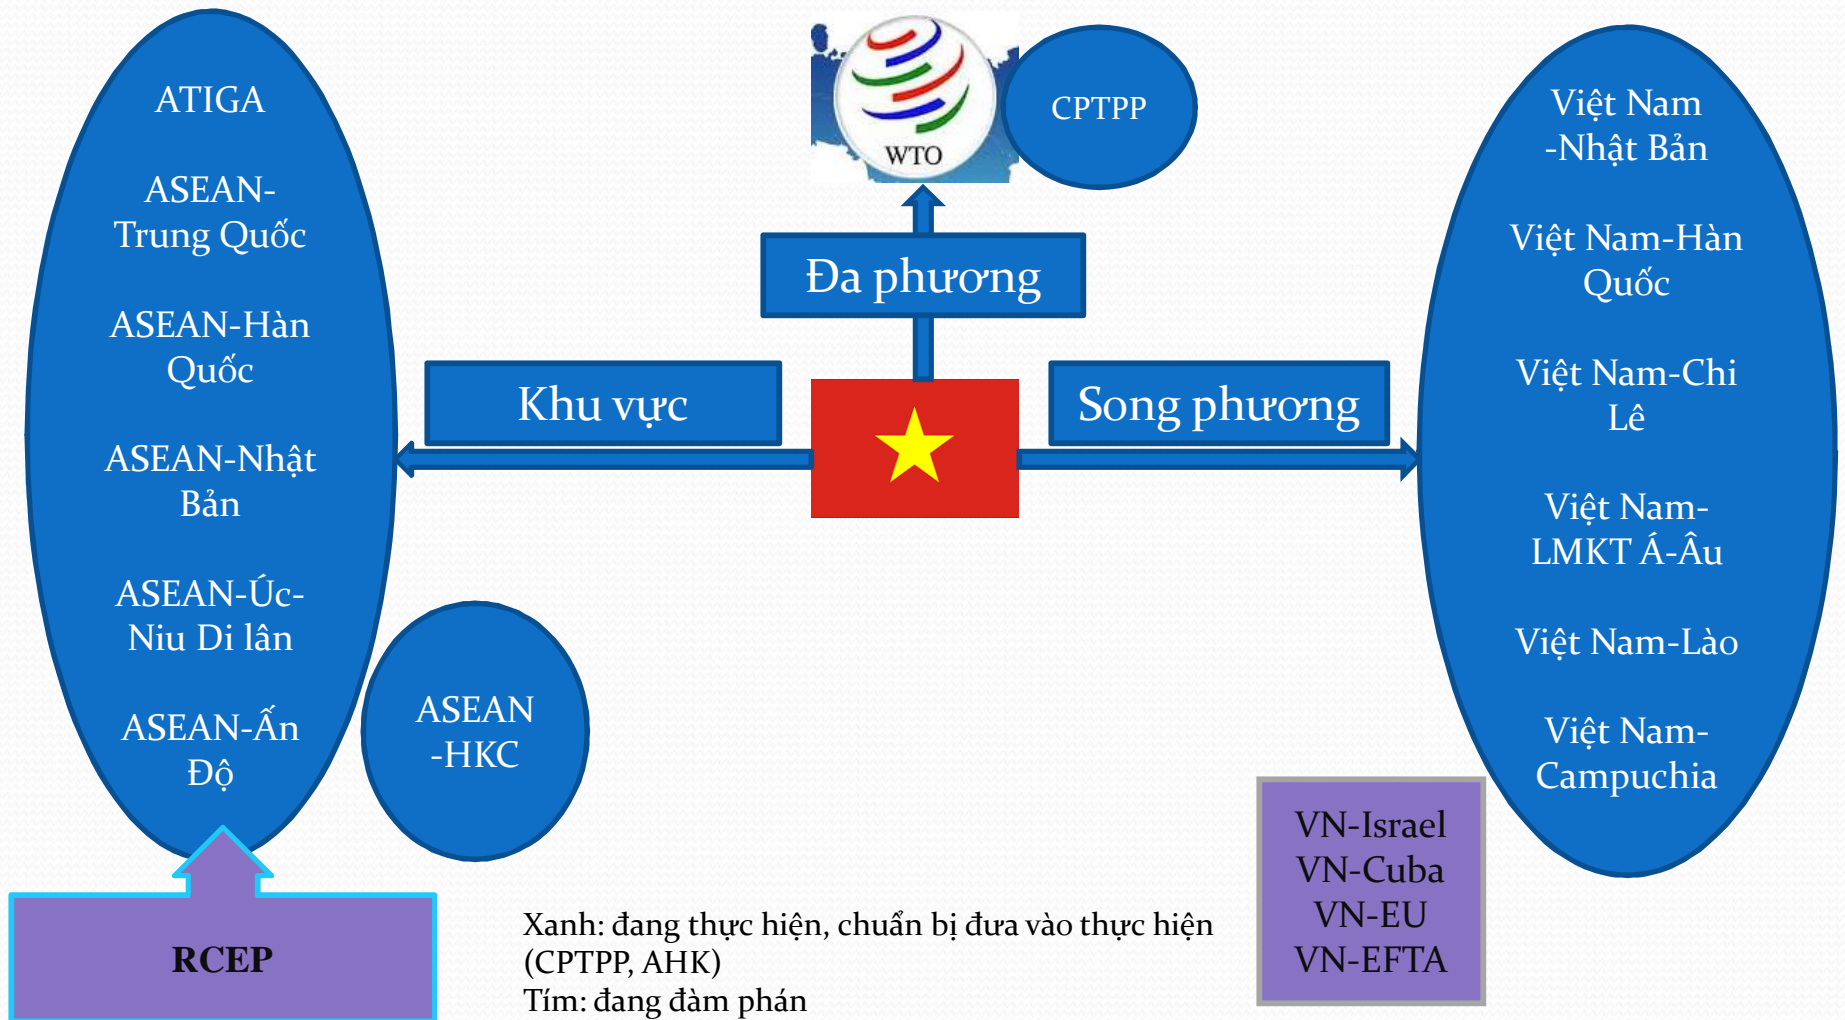 ATIGA
ASEAN-
Trung Quốc
ASEAN-Hàn
Quốc
ASEAN-Nhật
Bản
ASEAN-Úc-
Niu Di lân
ASEAN-Ấn
Độ
ASEAN
-HKC
RCEP
Khu vực
WTO
CPTPP
Đa phương
Song phương
Việt Nam
-Nhật Bản
Việt Nam-Hàn
Quốc
Việt Nam-Chi
Lê
Việt Nam-
LMKT Á-Âu
Việt Nam-Lào
Việt Nam-
Campuchia
VN-Israel
VN-Cuba
VN-EU
VN-EFTA
Xanh: đang thực hiện, chuẩn bị đưa vào thực hiện
(CPTPP, AHK)
Tím: đang đàm phán